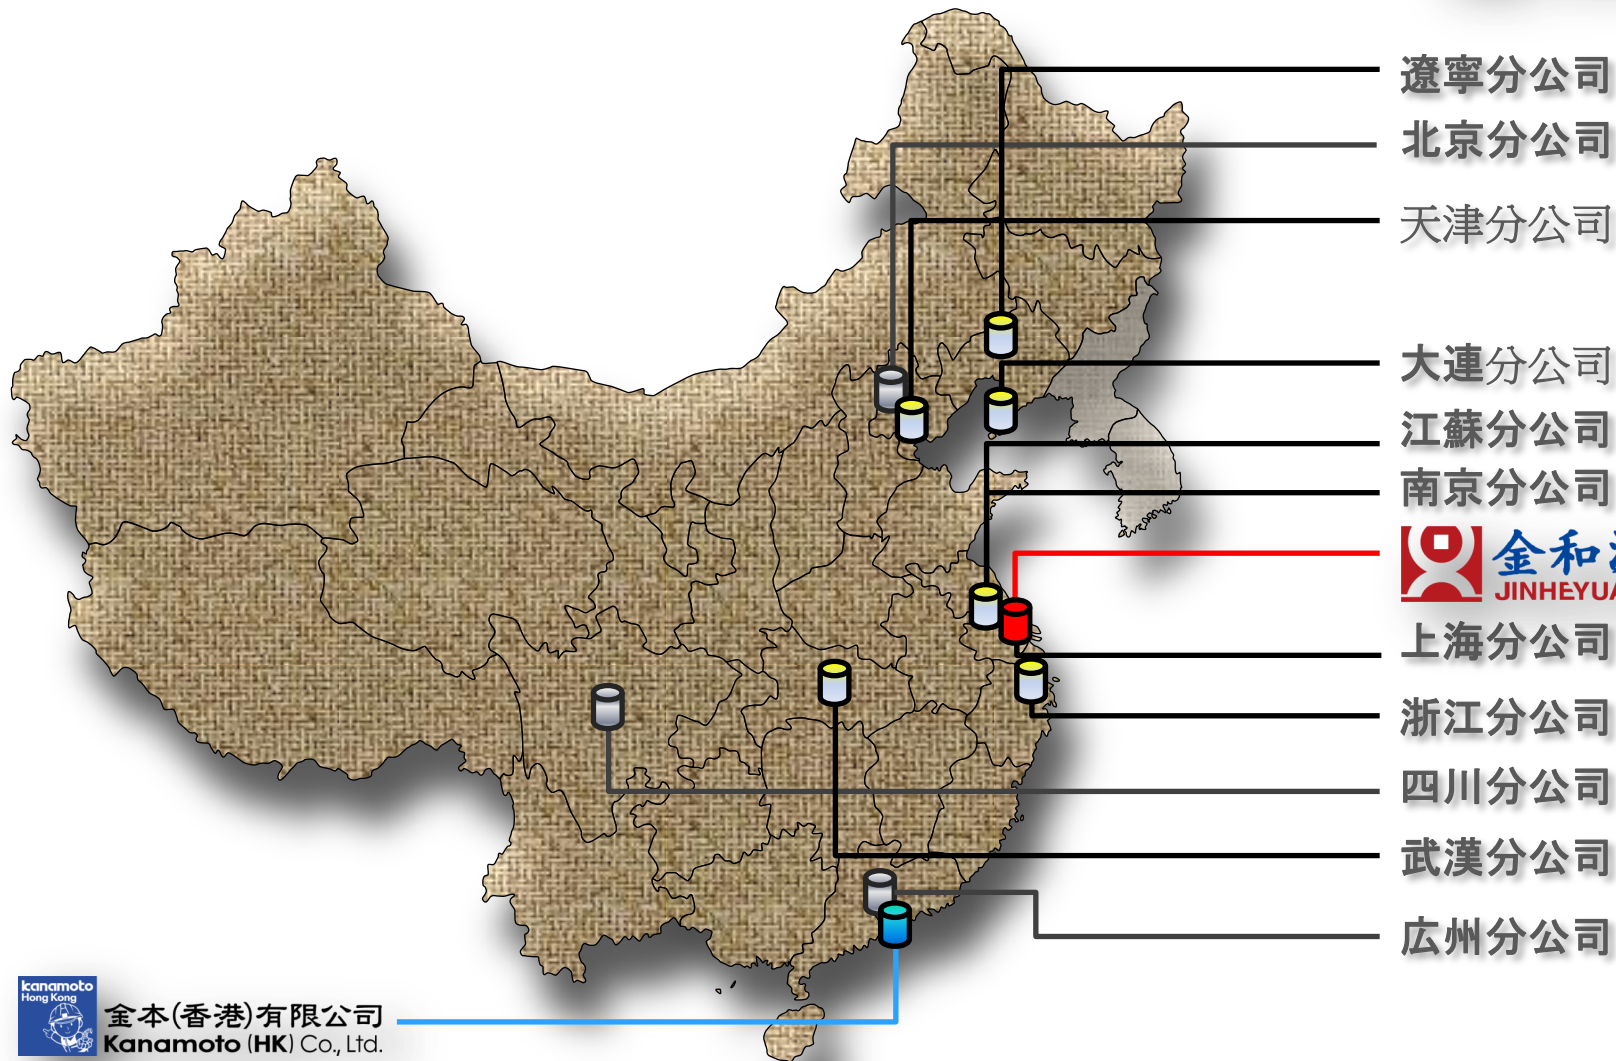 遼寧分公司
北京分公司
天津分公司
大連分公司
江蘇分公司
南京分公司
金和
JINHEYUA
上海分公司
浙江分公司
四川分公司
武漢分公司
広州分公司
kanamoto
Hong Kong
金本(香港)有限公司
Kanamoto (HK) Co., Ltd.